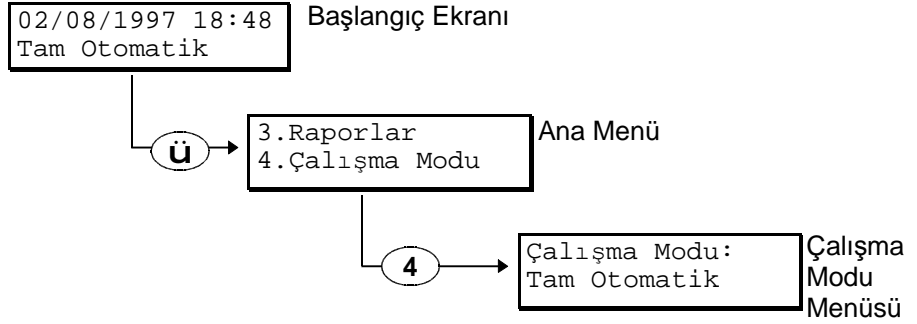 02/08/1997 18:48
Tam Otomatik
Başlangıç Ekranı
ü
3.Raporlar
4.Çalışma Modu
Ana Menü
4
Çalışma Modu:
Tam Otomatik
Çalışma
Modu
Menüsü